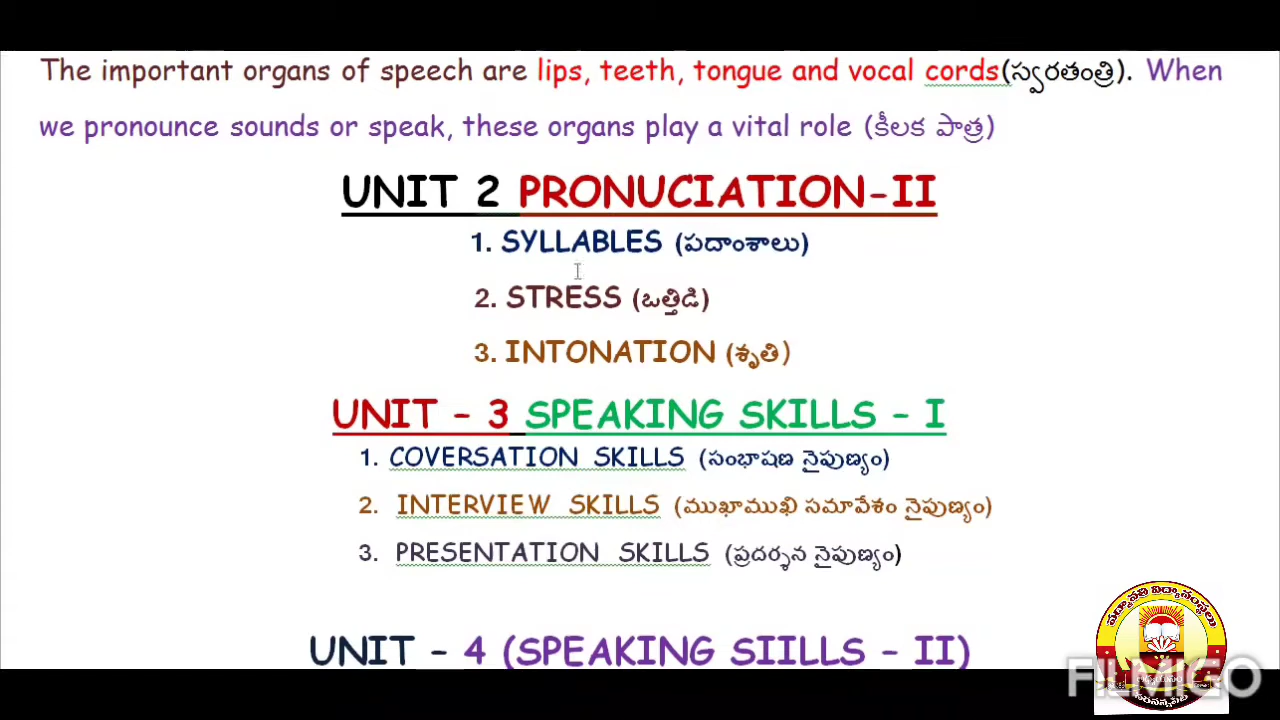 The important organs of speech are lips, teeth, tongue and vocal cords(స్వరతంత్రి). When
we pronounce sounds or speak, these organs play a vital role (కీలక పాత్ర)
UNIT 2 PRONUCIATION-II
1. SYLLABLES (పదాంశాలు)
2. STRESS (ఒత్తిడి)
3. INTONATION (శృతి)
UNIT - 3 SPEAKING SKILLS - I
1. COVERSATION SKILLS (సంభాషణ నైపుణ్యం)
2. INTERVIEW SKILLS (ముఖాముఖి సమావేశం నైపుణ్యం)
3. PRESENTATION SKILLS (ప్రదర్శన నైపుణ్యం)
UNIT - 4 (SPEAKING SIILLS - II)
పద్మావతి విద్యాసంస్థలు
FILMIGO